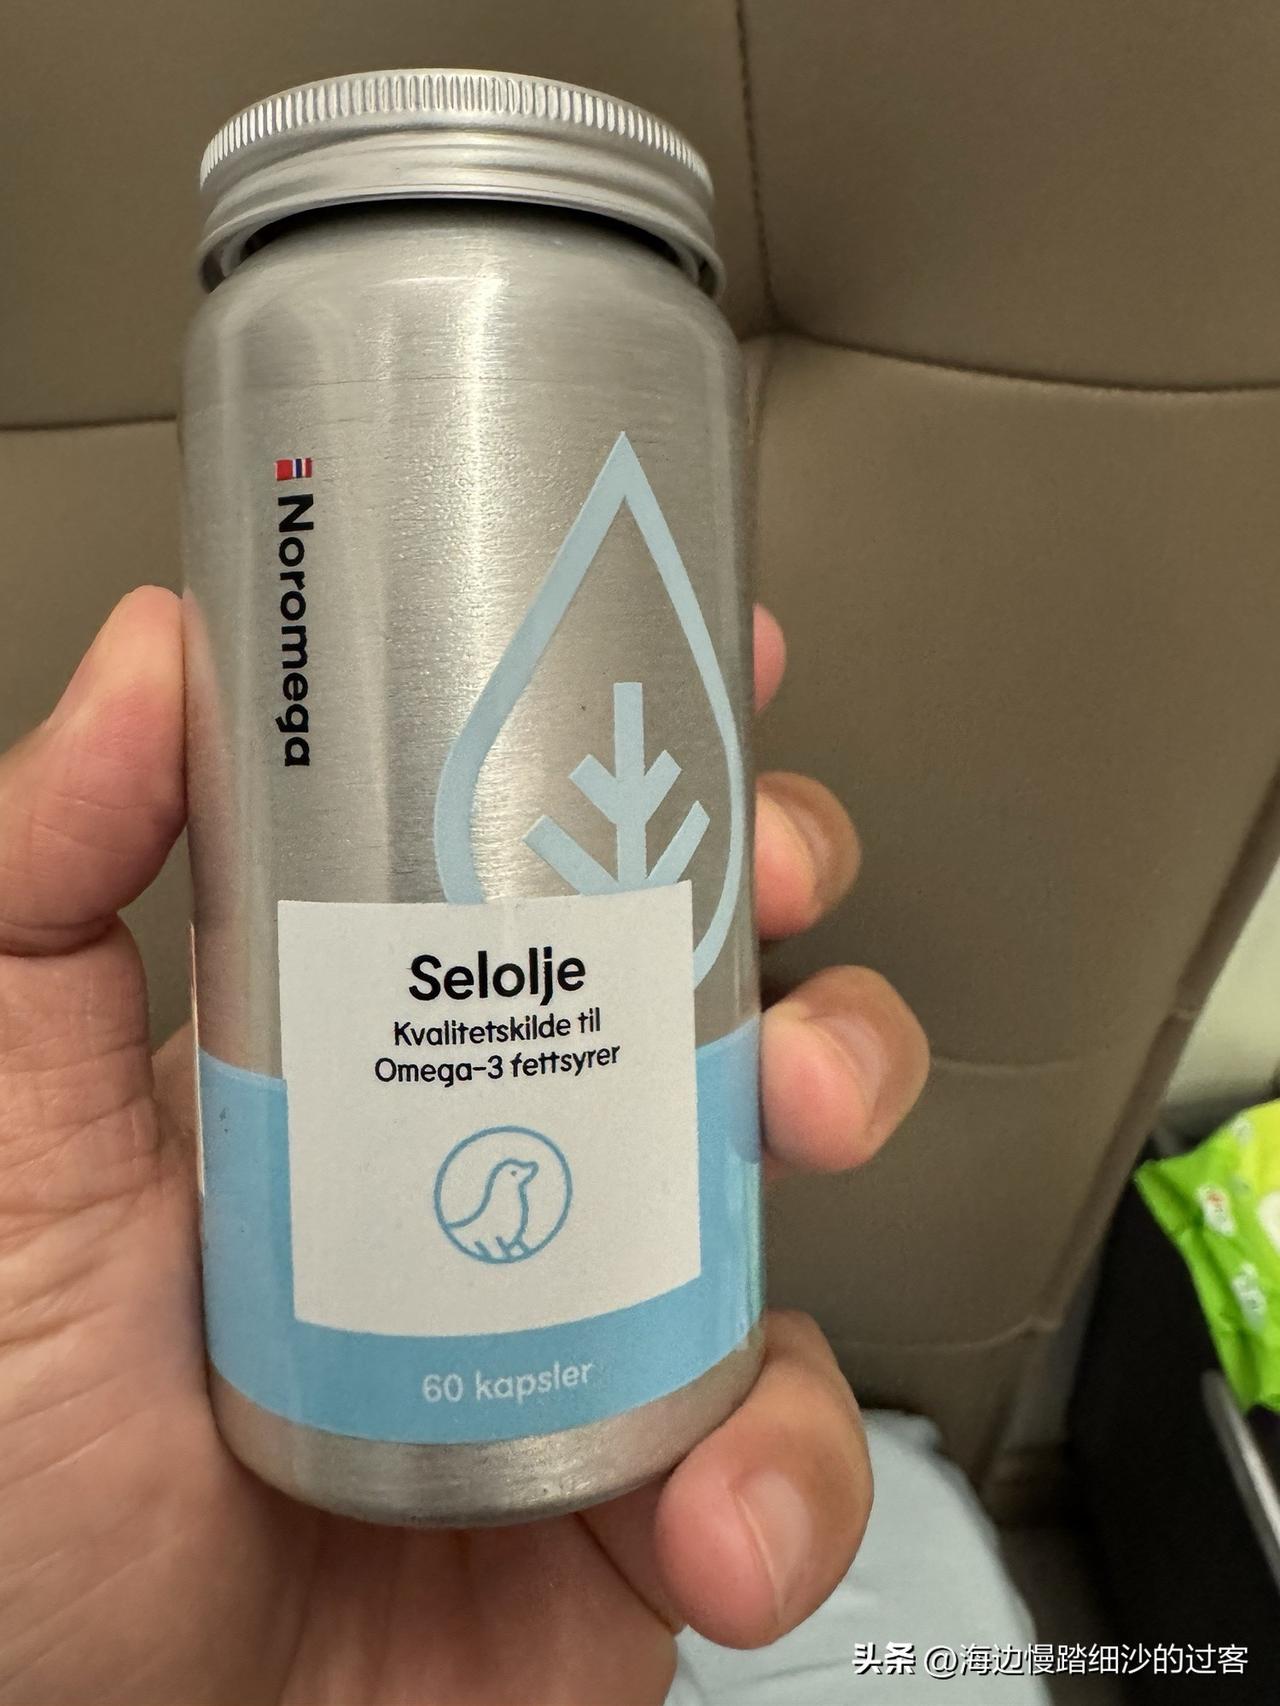 Noromega
Selolje
Kvalitetskilde til
Omega-3 fettsyrer
60 kapsler
头条 @海边慢踏细沙的过客